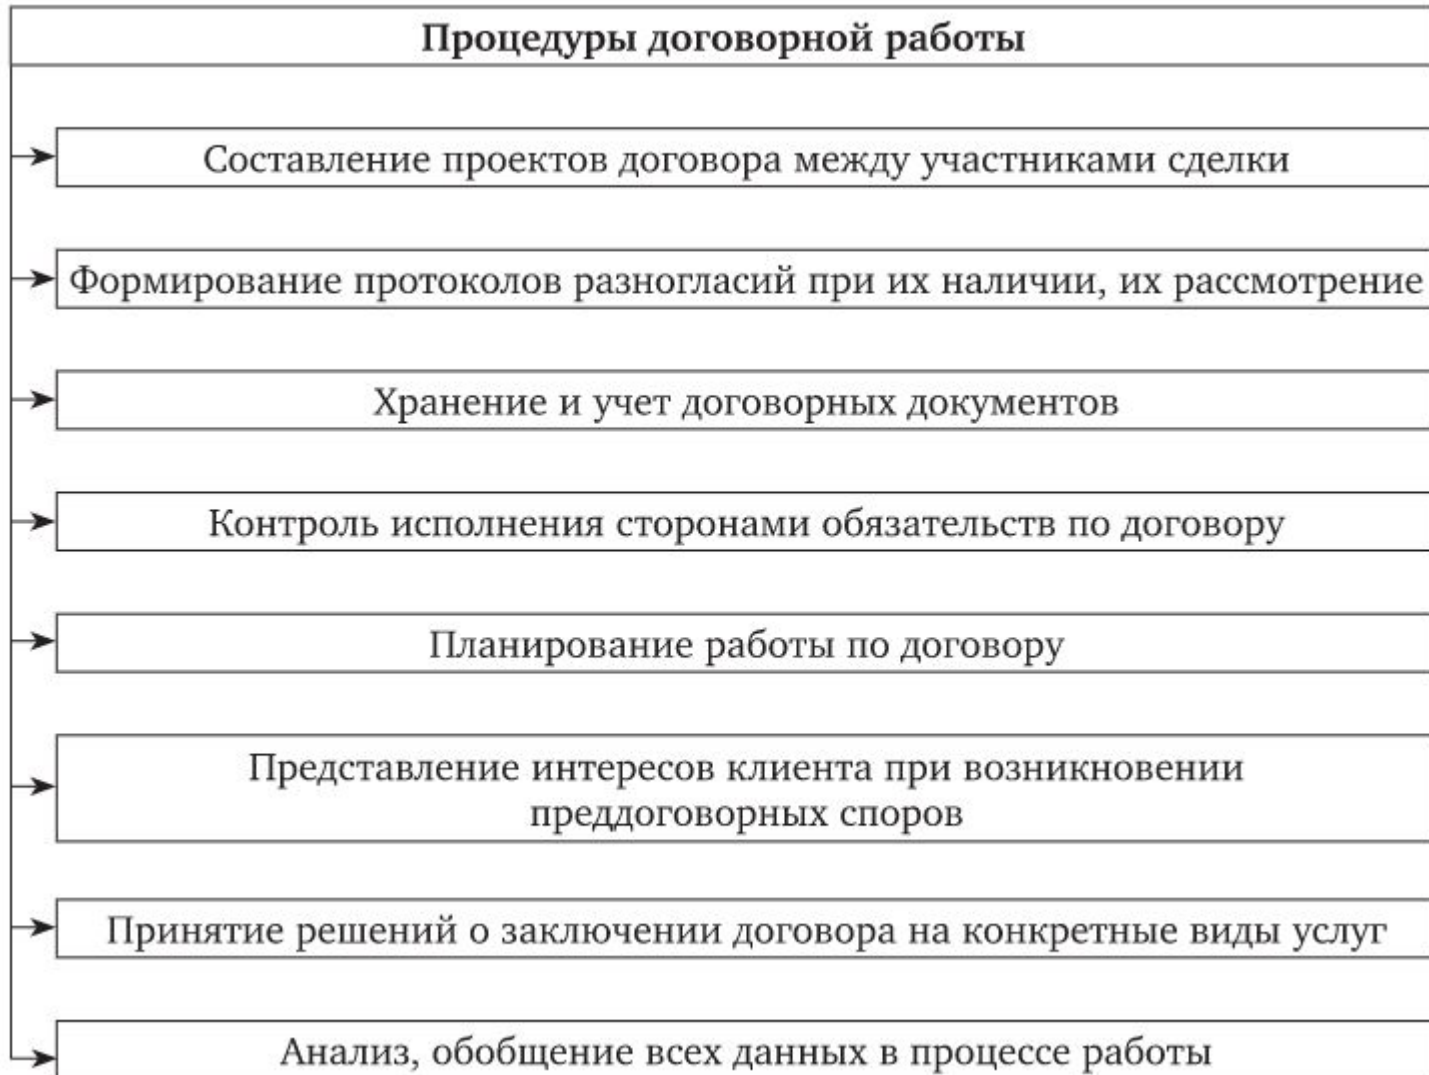 Процедуры договорной работы
Составление проектов договора между участниками сделки
Формирование протоколов разногласий при их наличии, их рассмотрение
Хранение и учет договорных документов
Контроль исполнения сторонами обязательств по договору
Планирование работы по договору
Представление интересов клиента при возникновении
преддоговорных споров
Принятие решений о заключении договора на конкретные виды услуг
Анализ, обобщение всех данных в процессе работы